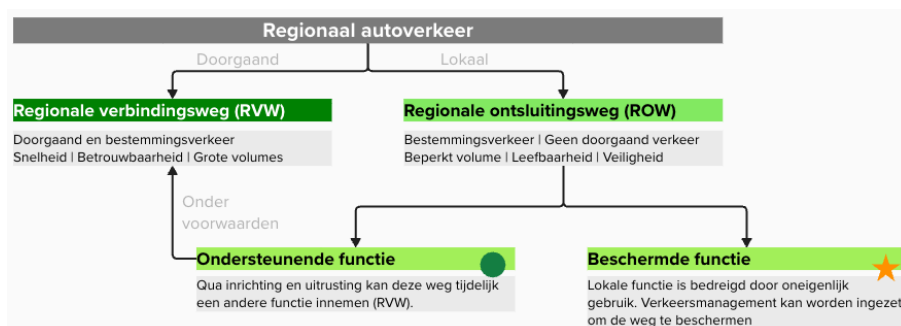 Regionaal autoverkeer
Doorgaand
Lokaal
Regionale verbindingsweg (RVW)
Doorgaand en bestemmingsverkeer
Snelheid | Betrouwbaarheid | Grote volumes
Regionale ontsluitingsweg (ROW)
Bestemmingsverkeer | Geen doorgaand verkeer
Beperkt volume | Leefbaarheid | Veiligheid
Onder
voorwaarden
Ondersteunende functie
Qua inrichting en uitrusting kan deze weg tijdelijk
een andere functie innemen (RVW).
Beschermde functie
Lokale functie is bedreigd door oneigenlijk
gebruik. Verkeersmanagement kan worden ingezet
om de weg te beschermen